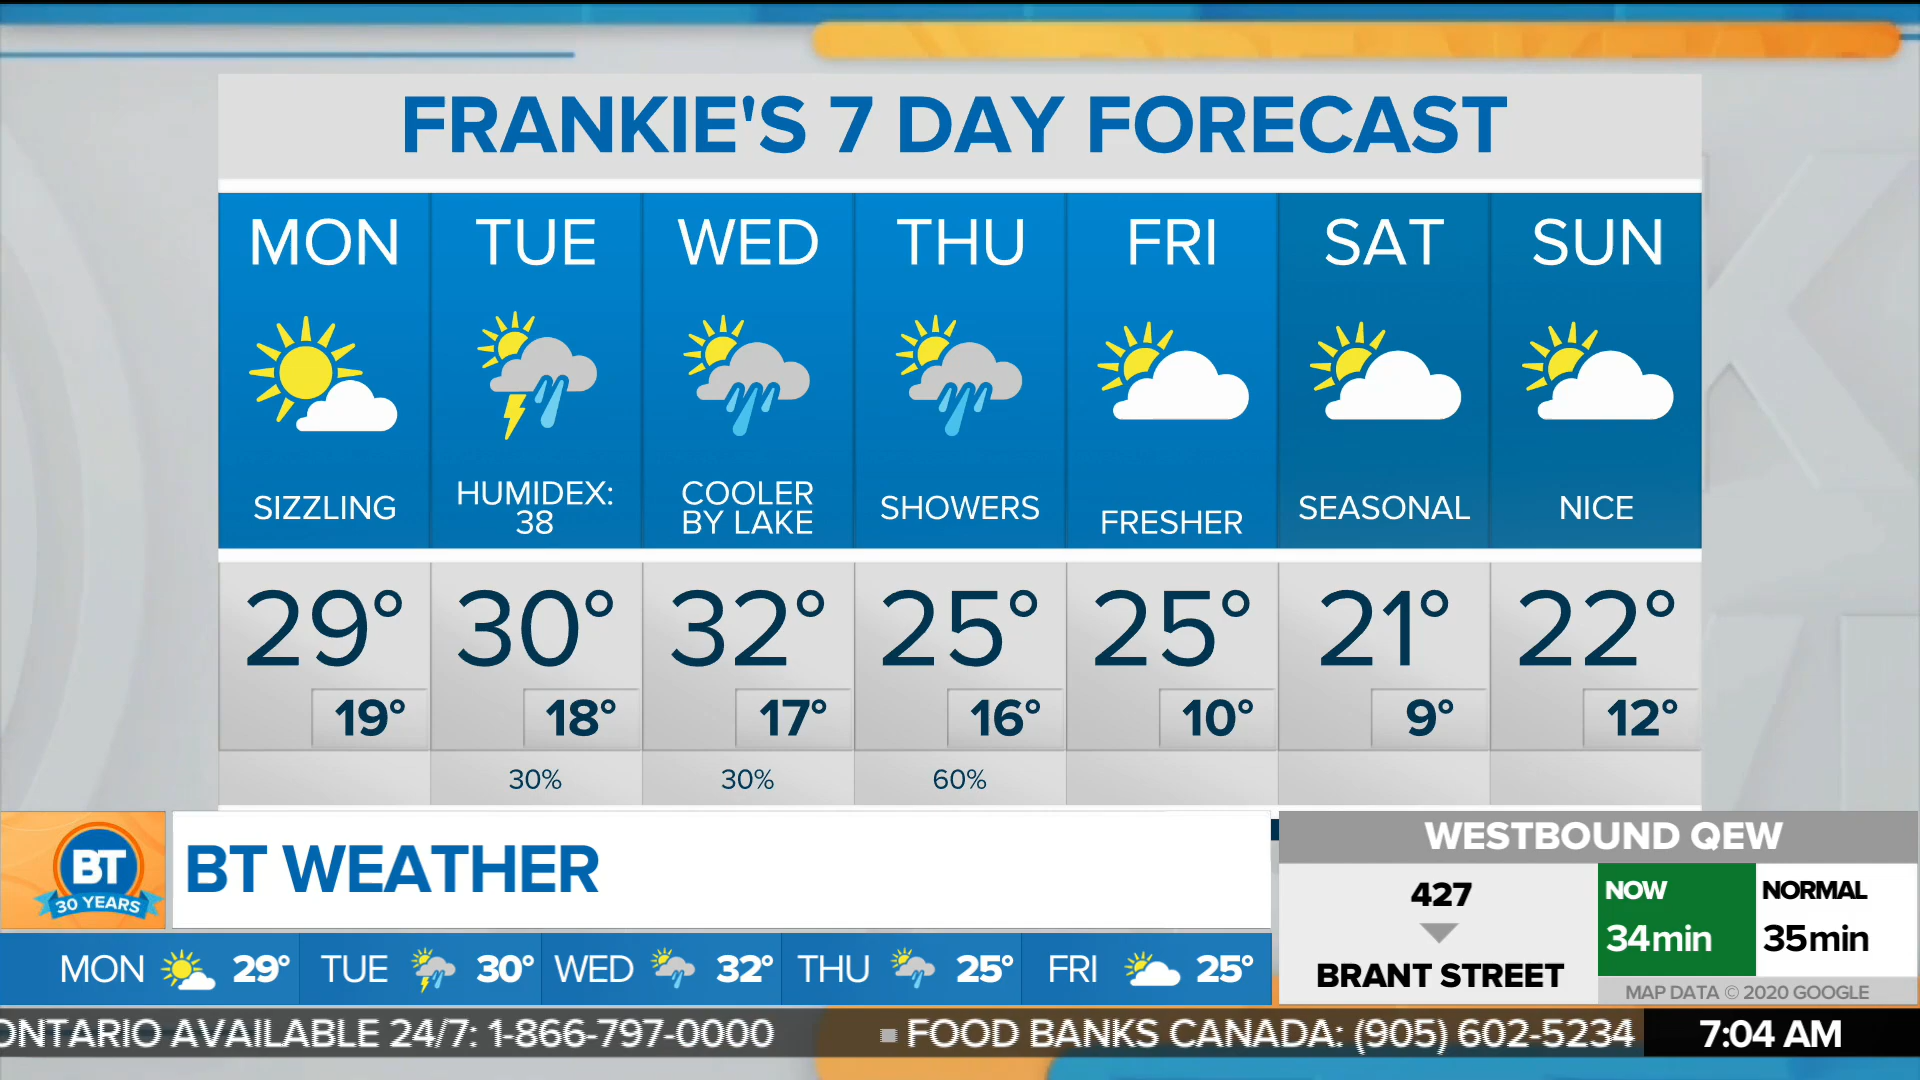 FRANKIE'S 7 DAY FORECAST
MON TUE WED THU FRI SAT SUN
SIZZLING
HUMIDEX:
38
COOLER
BY LAKE
SHOWERS
FRESHER
SEASONAL
NICE
29° 30° 32° 25° 25° 21° 22°
19° 18° 17° 16° 10° 9° 12°
30% 30% 60%
BT
30 YEARS
BT WEATHER
WESTBOUND QEW
427
BRANT STREET
NOW
34min
NORMAL
35min
MAP DATA © 2020 GOOGLE
MON 29° TUE 30° WED 32° THU 25° FRI 25°
ONTARIO AVAILABLE 24/7: 1-866-797-0000 ■ FOOD BANKS CANADA: (905) 602-5234
7:04 AM